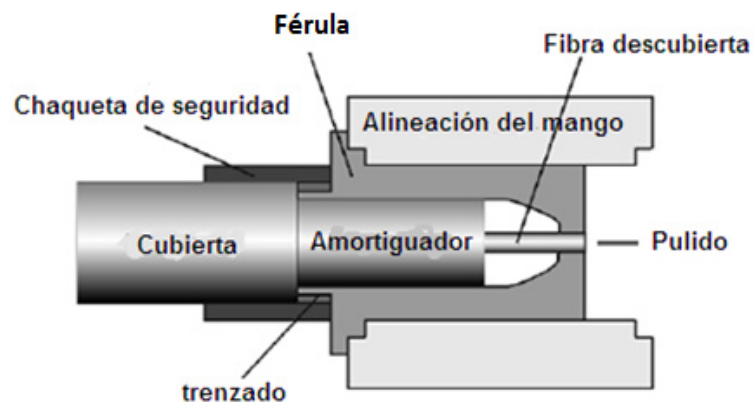 Férula
Fibra descubierta
Chaqueta de seguridad
Alineación del mango
Cubierta
Amortiguador
Pulido
trenzado